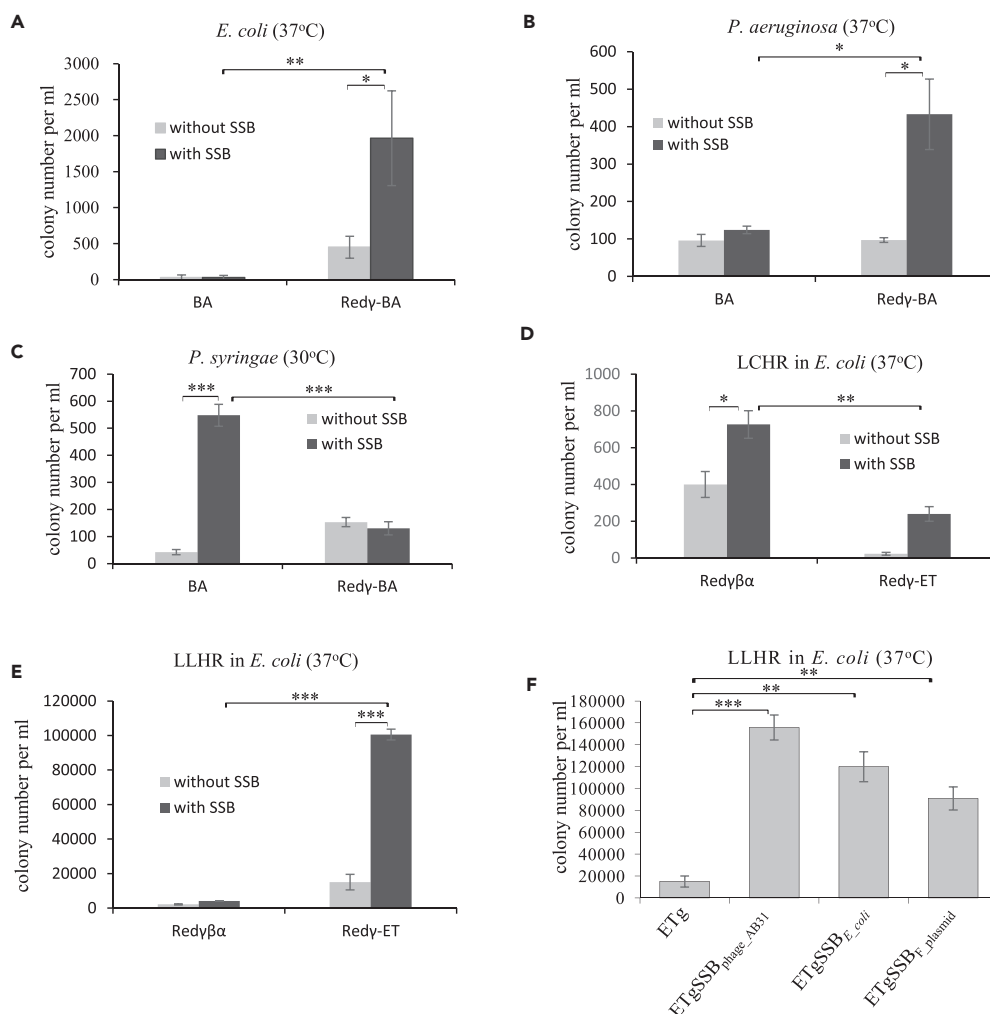 A
E. coli (37°C)
** 
*
3000
2500
2000
1500
1000
500
0
colony number per ml
without SSB
with SSB
BA
Redγ-BA
B
P. aeruginosa (37°C)
*
*
600
500
400
300
200
100
0
colony number per ml
without SSB
with SSB
BA
Redγ-BA
C
P. syringae (30°C)
***
***
700
600
500
400
300
200
100
0
colony number per ml
without SSB
with SSB
BA
Redγ-BA
D
LCHR in E. coli (37°C)
*
**
1000
800
600
400
200
0
colony number per ml
without SSB
with SSB
Redγβα
Redγ-ET
E
LLHR in E. coli (37°C)
***
***
120000
100000
80000
60000
40000
20000
0
colony number per ml
without SSB
with SSB
Redγβα
Redγ-ET
F
LLHR in E. coli (37°C)
**
**
***
180000
160000
140000
120000
100000
80000
60000
40000
20000
0
colony number per ml
ETg
ETgSSBphage_AB31
ETgSSBE_coli
ETgSSBF_plasmid